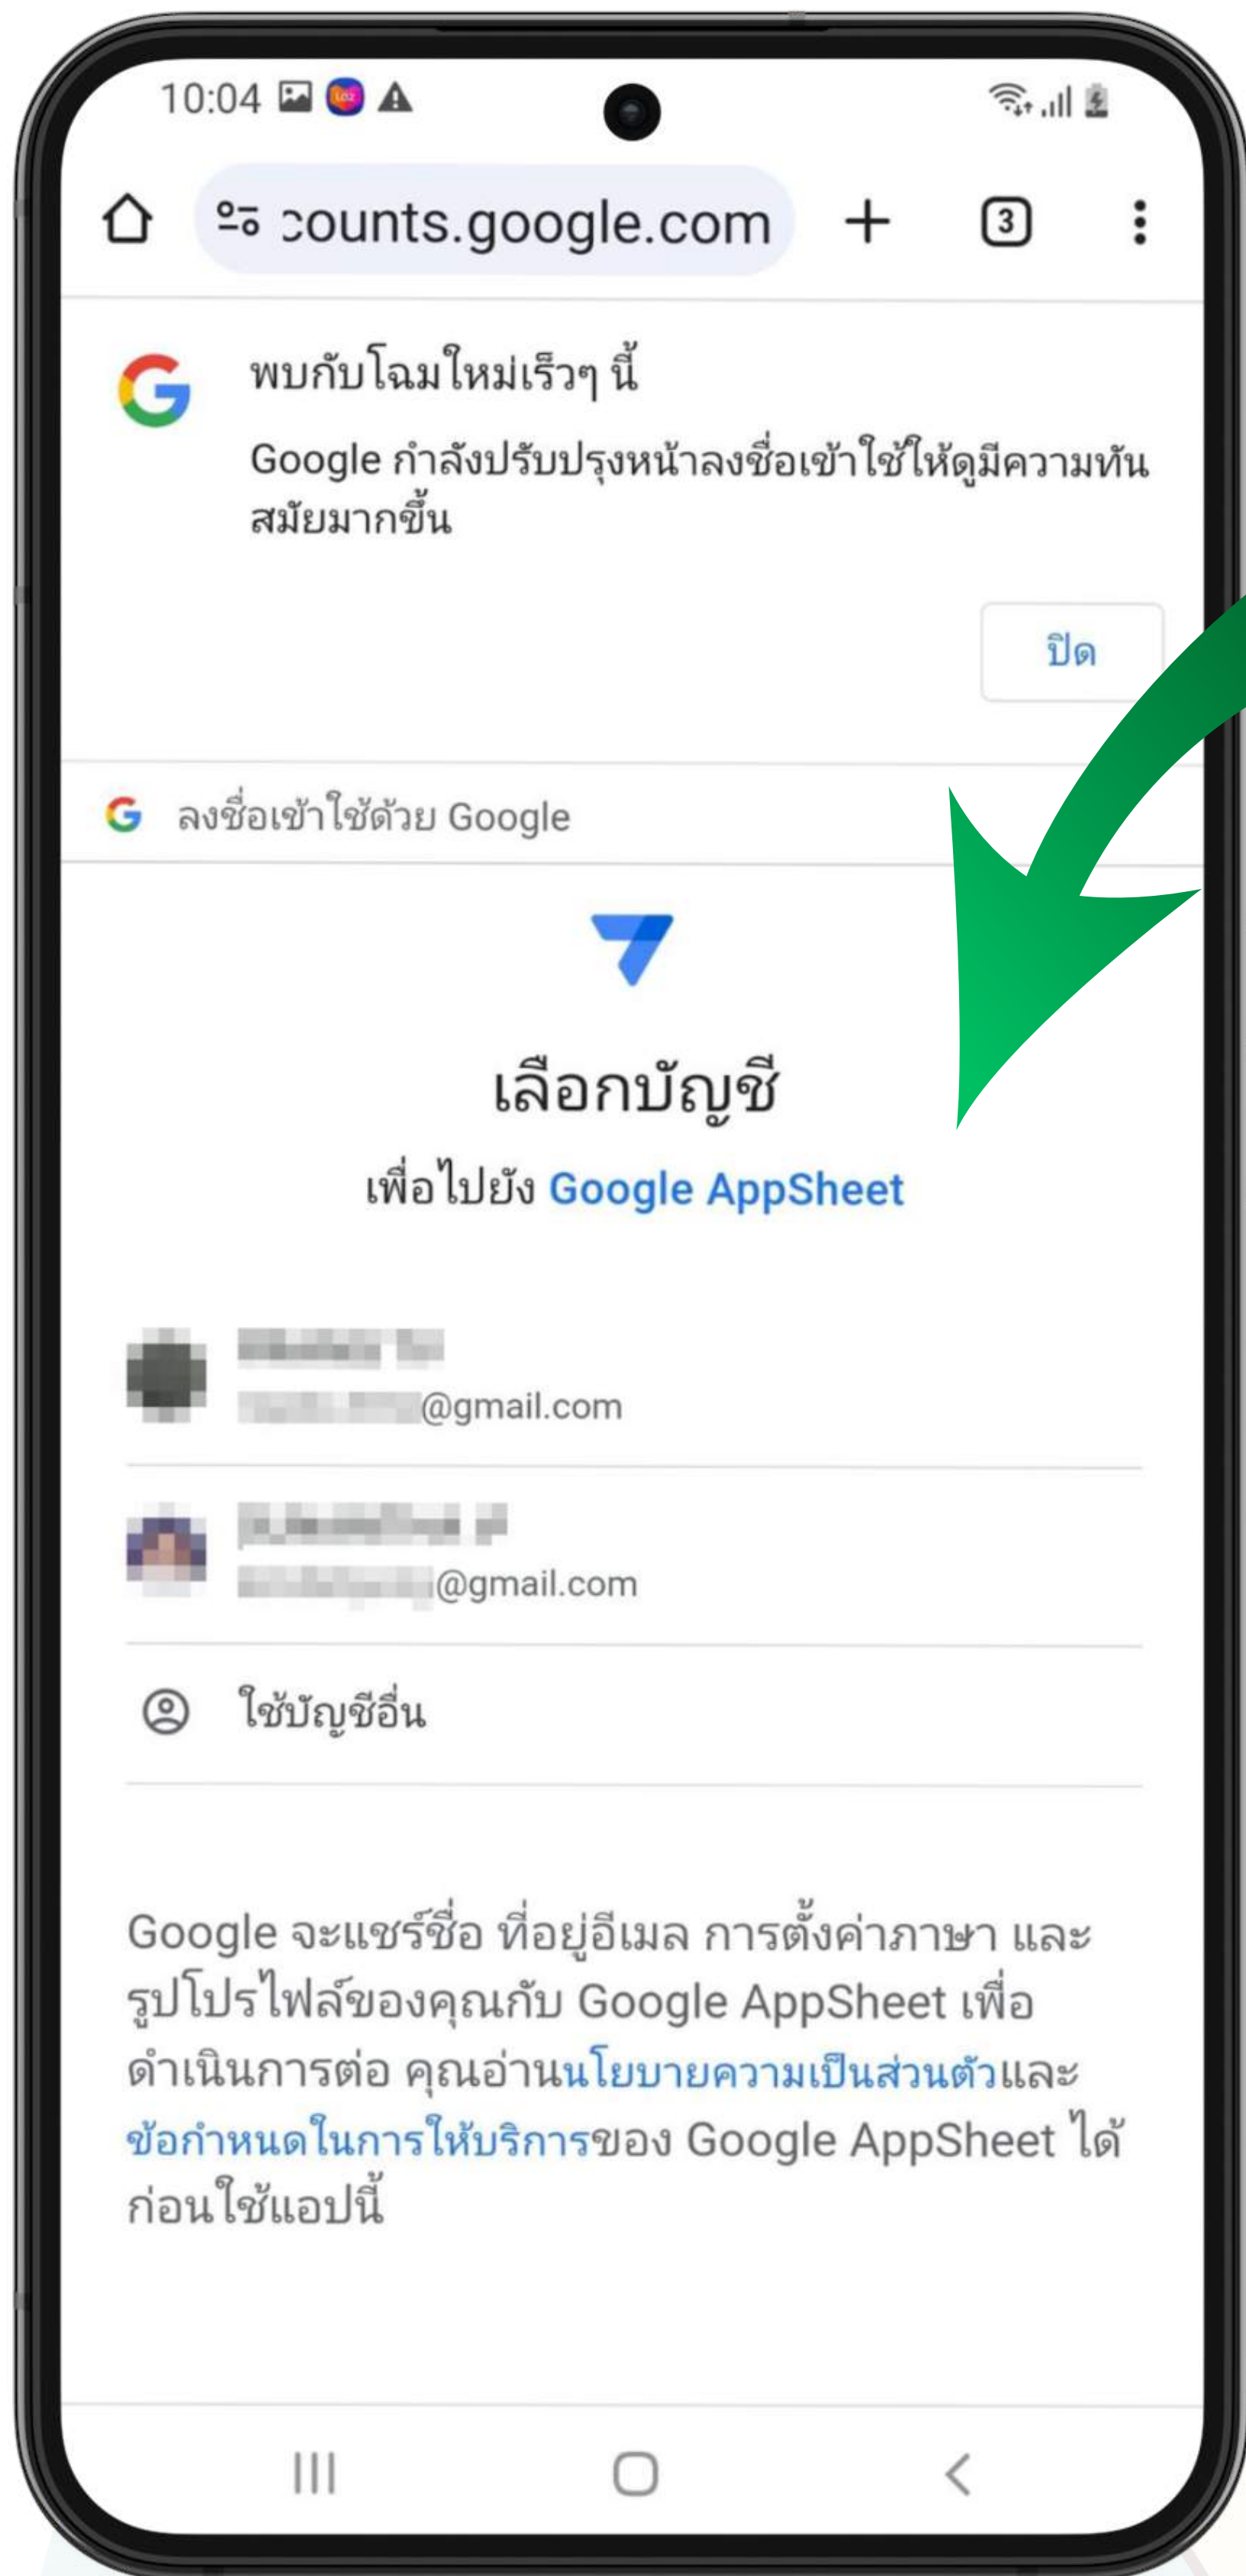 10:04
counts.google.com
3
พบกับโฉมใหม่เร็วๆ นี้
Google กำลังปรับปรุงหน้าลงชื่อเข้าใช้ให้ดูมีความทัน
สมัยมากขึ้น
ปิด
ลงชื่อเข้าใช้ด้วย Google
เลือกบัญชี
เพื่อไปยัง Google AppSheet
@gmail.com
@gmail.com
ใช้บัญชีอื่น
Google จะแชร์ชื่อ ที่อยู่อีเมล การตั้งค่าภาษา และ
รูปโปรไฟล์ของคุณกับ Google AppSheet เพื่อ
ดำเนินการต่อ คุณอ่านนโยบายความเป็นส่วนตัวและ
ข้อกำหนดในการให้บริการของ Google AppSheet ได้
ก่อนใช้แอปนี้